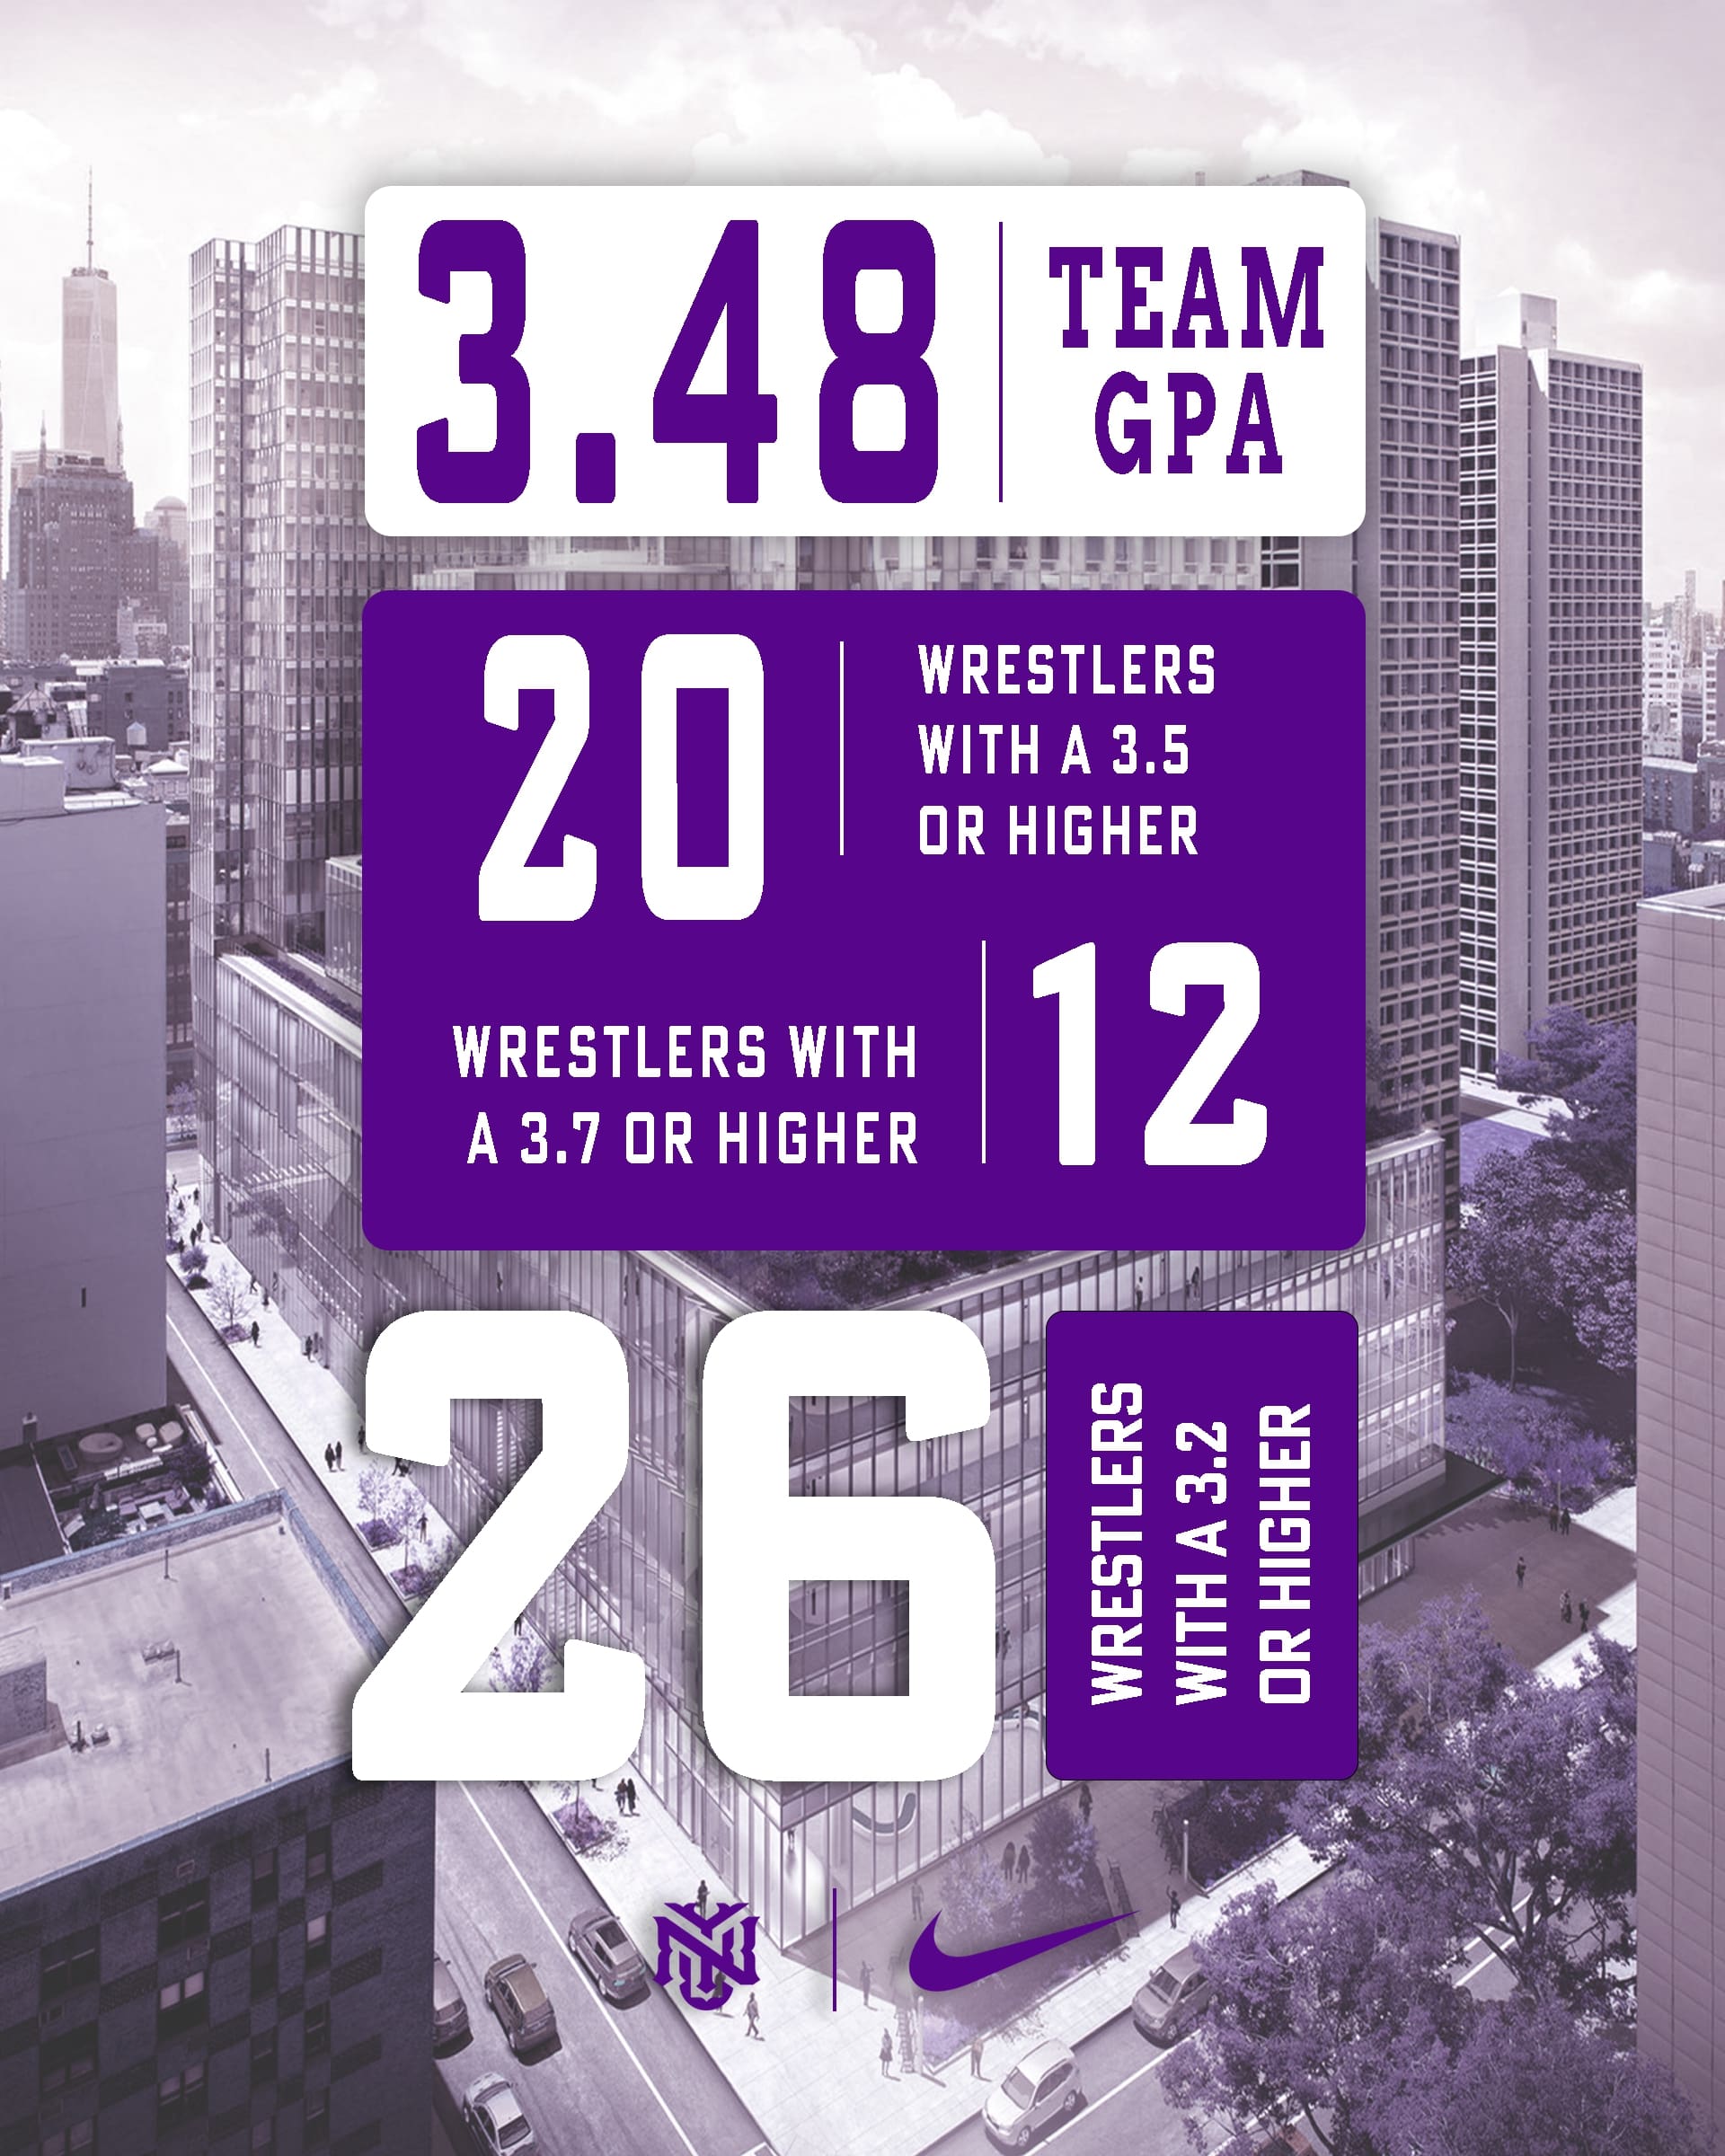 3.48
TEAM
GPA
20
WRESTLERS
WITH A 3.5
OR HIGHER
WRESTLERS WITH
A 3.7 OR HIGHER
12
26
WRESTLERS
WITH A 3.2
OR HIGHER
NYU